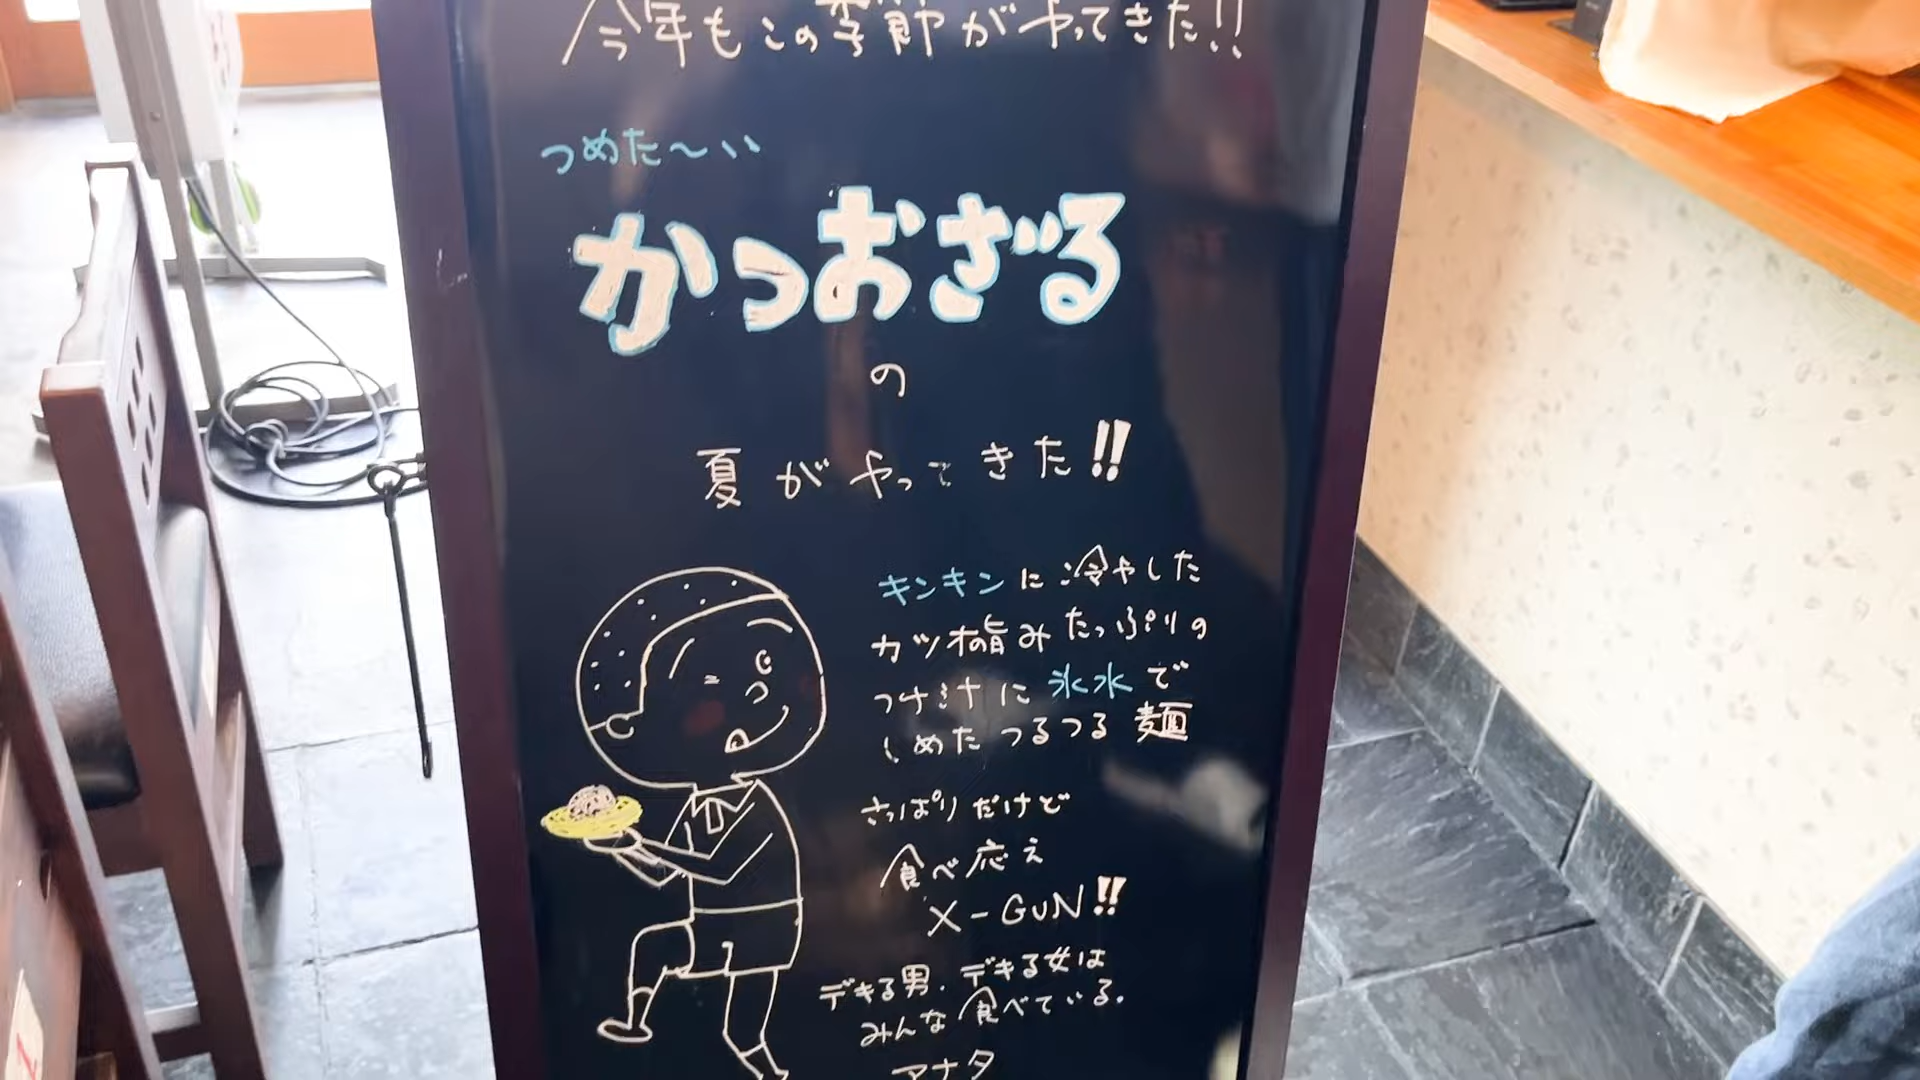 今年もこの季節がやってきた!!
つめた〜い
かつおざる
の
夏がやってきた!!
キンキンに冷やした
カツ楷みたっぷりの
つけ汁に氷水で
しめたつるつる麺
さっぱりだけど
食べ応え
X-GUN!!
デキる男、デキる女は
みんな食べている。
アナタ